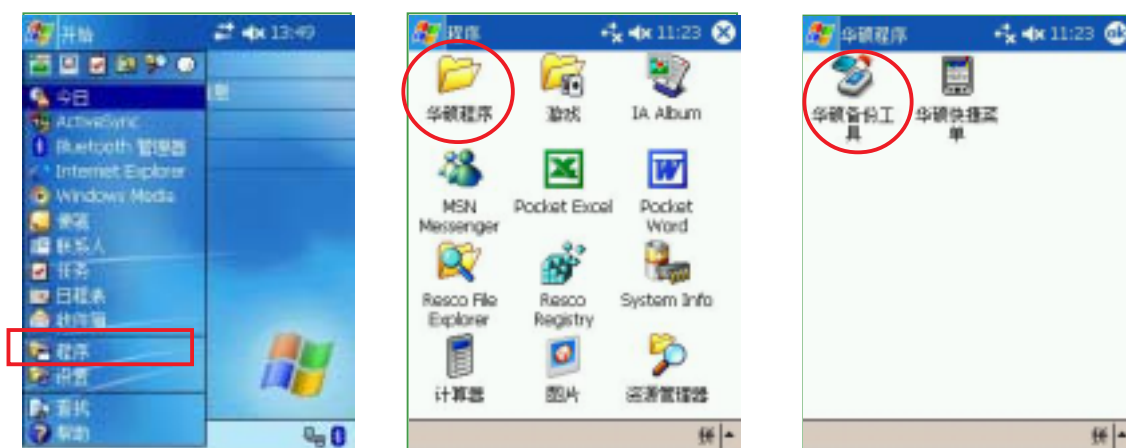 开始 13:49
今日
ActiveSync
Bluetooth 管理器
Internet Explorer
Windows Media
便笺
联系人
任务
日程表
收件箱
程序
设置
查找
帮助
程序 11:23
华硕程序 游戏 IA Album
MSN Messenger Pocket Excel Pocket Word
Resco File Explorer Resco Registry System Info
计算器 图片 资源管理器
拼
华硕程序 11:23 ok
华硕备份工具 华硕快捷菜单
拼